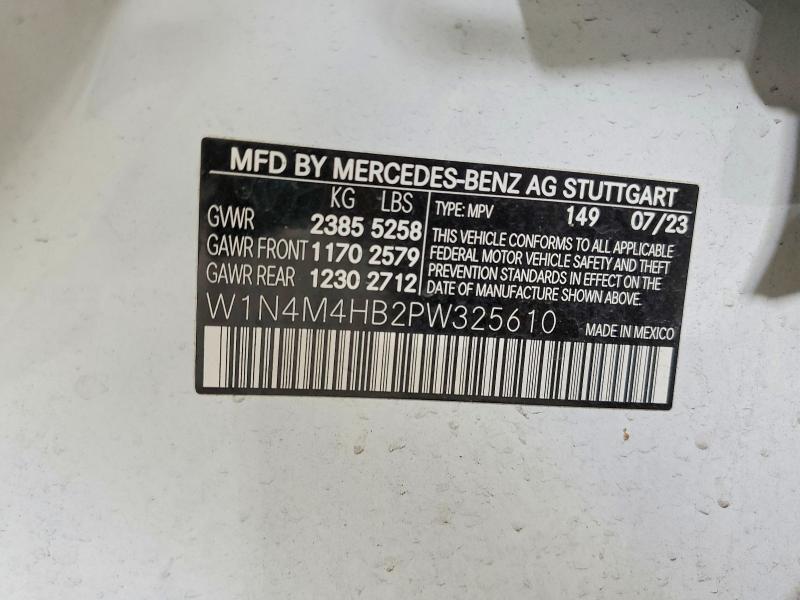 MFD BY MERCEDES-BENZ AG STUTTGART
KG LBS
GVWR 2385 5258
GAWR FRONT 1170 2579
GAWR REAR 1230 2712
TYPE: MPV 149 07/23
THIS VEHICLE CONFORMS TO ALL APPLICABLE
FEDERAL MOTOR VEHICLE SAFETY AND THEFT
PREVENTION STANDARDS IN EFFECT ON THE
DATE OF MANUFACTURE SHOWN ABOVE.
W1N4M4HB2PW325610
MADE IN MEXICO